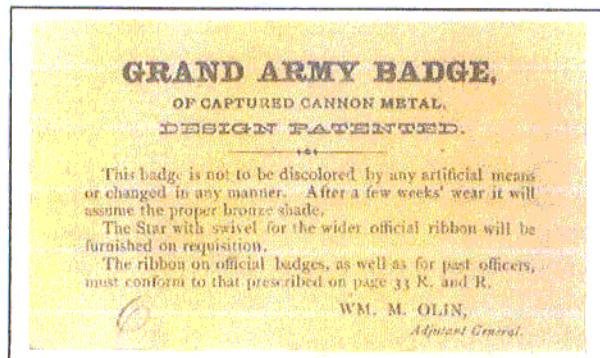 GRAND ARMY BADGE,
OF CAPTURED CANNON METAL.
DESIGN PATENTED.
This badge is not to be discolored by any artificial means
or changed in any manner. After a few weeks' wear it will
assume the proper bronze shade.
The Star with swivel for the wider official ribbon will be
furnished on requisition.
The ribbon on official badges, as well as for past officers,
must conform to that prescribed on page 33 R. and R.
WM. M. OLIN,
Adjutant General.